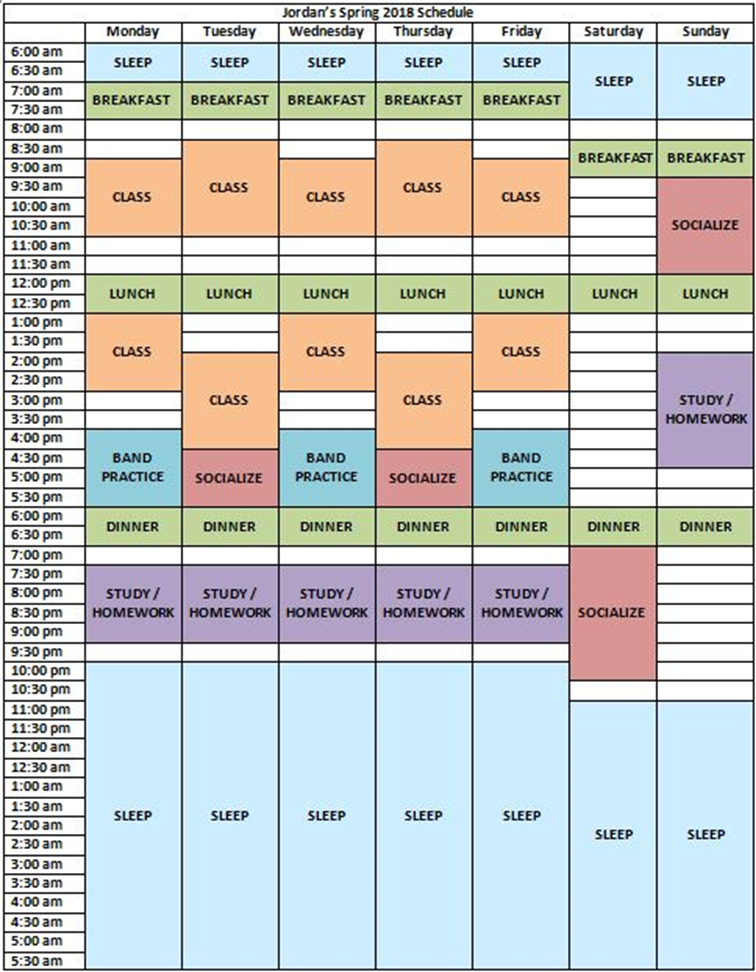 Jordan's Spring 2018 Schedule
Monday Tuesday Wednesday Thursday Friday Saturday Sunday
6:00 am
SLEEP SLEEP SLEEP SLEEP SLEEP
6:30 am
SLEEP SLEEP
7:00 am
BREAKFAST BREAKFAST BREAKFAST BREAKFAST BREAKFAST
7:30 am
8:00 am
8:30 am
BREAKFAST BREAKFAST
9:00 am
9:30 am
CLASS CLASS
CLASS CLASS CLASS
10:00 am
10:30 am
SOCIALIZE
11:00 am
11:30 am
12:00 pm
LUNCH LUNCH LUNCH LUNCH LUNCH LUNCH LUNCH
12:30 pm
1:00 pm
1:30 pm
CLASS CLASS CLASS
2:00 pm
2:30 pm
3:00 pm
CLASS CLASS
STUDY /
HOMEWORK
3:30 pm
4:00 pm
4:30 pm
BAND
PRACTICE
SOCIALIZE
BAND
PRACTICE
SOCIALIZE
BAND
PRACTICE
5:00 pm
5:30 pm
6:00 pm
DINNER DINNER DINNER DINNER DINNER DINNER DINNER
6:30 pm
7:00 pm
7:30 pm
8:00 pm
STUDY / STUDY / STUDY / STUDY / STUDY /
8:30 pm
HOMEWORK HOMEWORK HOMEWORK HOMEWORK HOMEWORK SOCIALIZE
9:00 pm
9:30 pm
10:00 pm
10:30 pm
11:00 pm
11:30 pm
12:00 am
12:30 am
1:00 am
1:30 am
SLEEP SLEEP SLEEP SLEEP SLEEP
2:00 am
SLEEP SLEEP
2:30 am
3:00 am
3:30 am
4:00 am
4:30 am
5:00 am
5:30 am